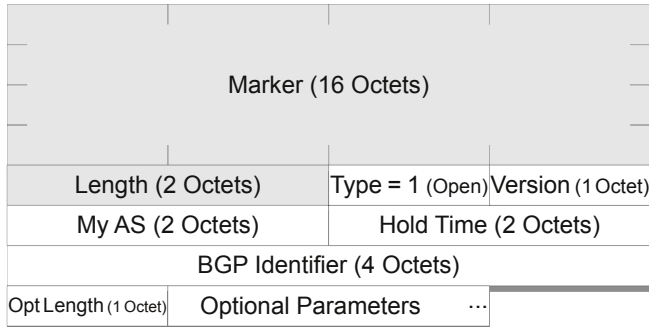 Marker (16 Octets)
Length (2 Octets) Type = 1 (Open) Version (1 Octet)
My AS (2 Octets) Hold Time (2 Octets)
BGP Identifier (4 Octets)
Opt Length (1 Octet) Optional Parameters ...